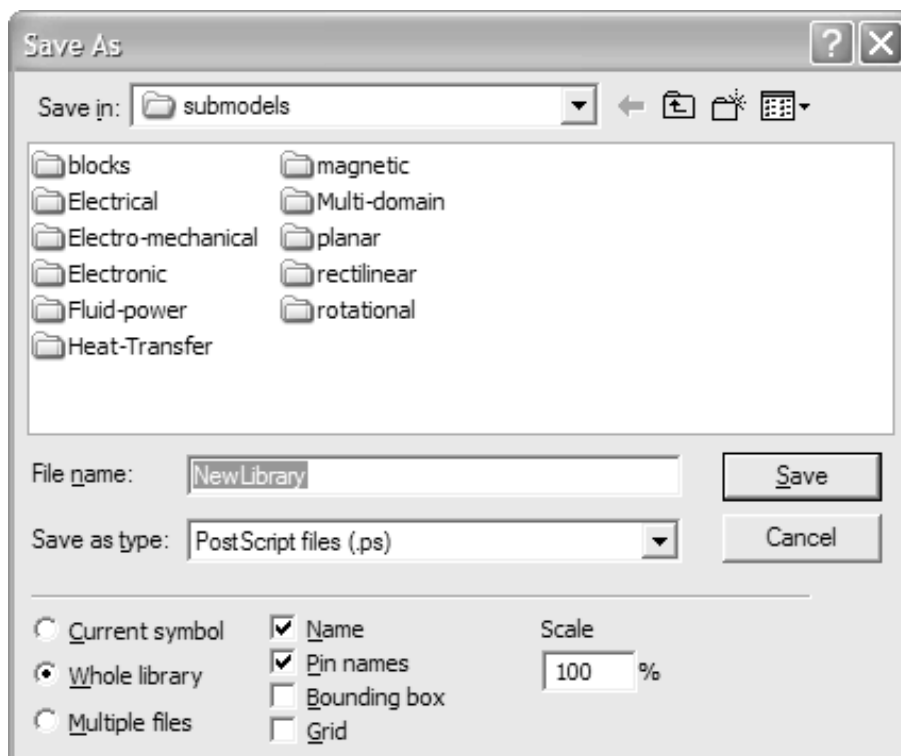 Save As
Save in: submodels
blocks magnetic
Electrical Multi-domain
Electro-mechanical planar
Electronic rectilinear
Fluid-power rotational
Heat-Transfer
File name: NewLibrary Save
Save as type: PostScript files (.ps) Cancel
Current symbol Name Scale
Whole library Pin names 100 %
Bounding box
Multiple files Grid